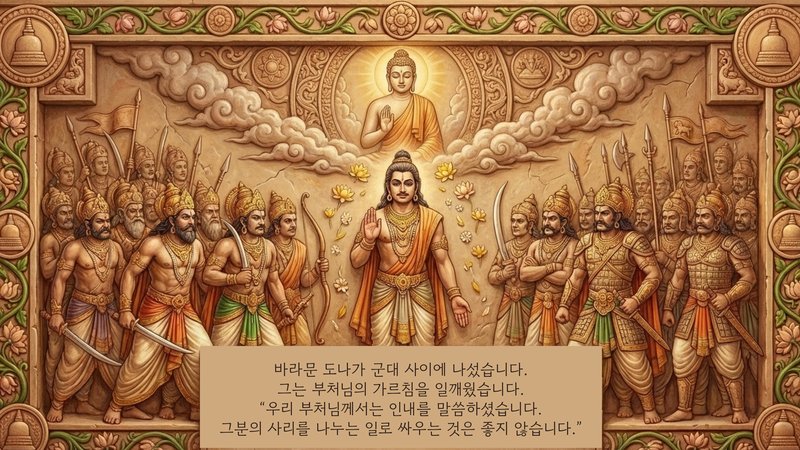 바라문 도나가 군대 사이에 나섰습니다.
그는 부처님의 가르침을 일깨웠습니다.
“우리 부처님께서는 인내를 말씀하셨습니다.
그분의 사리를 나누는 일로 싸우는 것은 좋지 않습니다.”